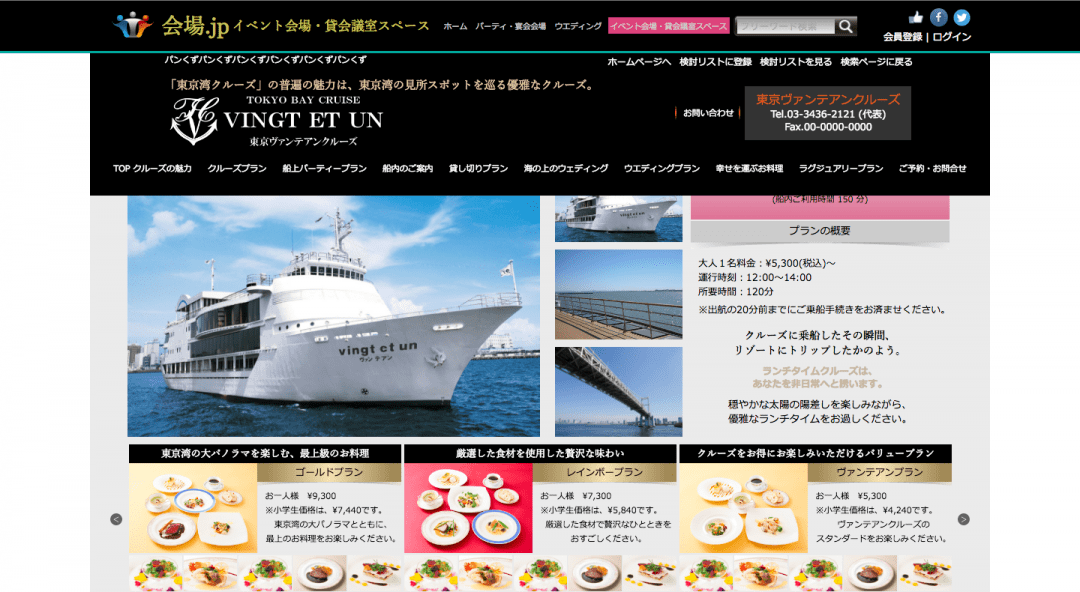 会場.jp イベント会場・貸会議室スペース
ホーム パーティ・宴会会場 ウエディング イベント会場・貸会議室スペース
フリーワード検索
会員登録 | ログイン
パンくずパンくずパンくずパンくずパンくずパンくず
ホームページへ 検討リストに登録 検討リストを見る 検索ページに戻る
「東京湾クルーズ」の普遍の魅力は、東京湾の見所スポットを巡る優雅なクルーズ。
TOKYO BAY CRUISE
VINGT ET UN
東京ヴァンテアンクルーズ
お問い合わせ
東京ヴァンテアンクルーズ
Tel.03-3436-2121 (代表)
Fax.00-0000-0000
TOP クルーズの魅力 クルーズプラン 船上パーティープラン 船内のご案内 貸し切りプラン 海の上のウェディング ウエディングプラン 幸せを運ぶお料理 ラグジュアリープラン ご予約・お問合せ
vingt et un
ヴァンテアン
vingt et un
(船内ご利用時間 150 分)
プランの概要
大人１名料金：¥5,300(税込)〜
運行時刻：12:00〜14:00
所要時間：120分
※出航の20分前までにご乗船手続きをお済ませください。
クルーズに乗船したその瞬間、
リゾートにトリップしたかのよう。
ランチタイムクルーズは、
あなたを非日常へと誘います。
穏やかな太陽の陽差しを楽しみながら、
優雅なランチタイムをお過しください。
東京湾の大パノラマを楽しむ、最上級のお料理
ゴールドプラン
お一人様 ¥9,300
※小学生価格は、¥7,440です。
東京湾の大パノラマとともに、
最上のお料理をお楽しみください。
厳選した食材を使用した贅沢な味わい
レインボープラン
お一人様 ¥7,300
※小学生価格は、¥5,840です。
厳選した食材で贅沢なひとときを
おすごしください。
クルーズをお得にお楽しみいただけるバリュープラン
ヴァンテアンプラン
お一人様 ¥5,300
※小学生価格は、¥4,240です。
ヴァンテアンクルーズの
スタンダードをお楽しみください。